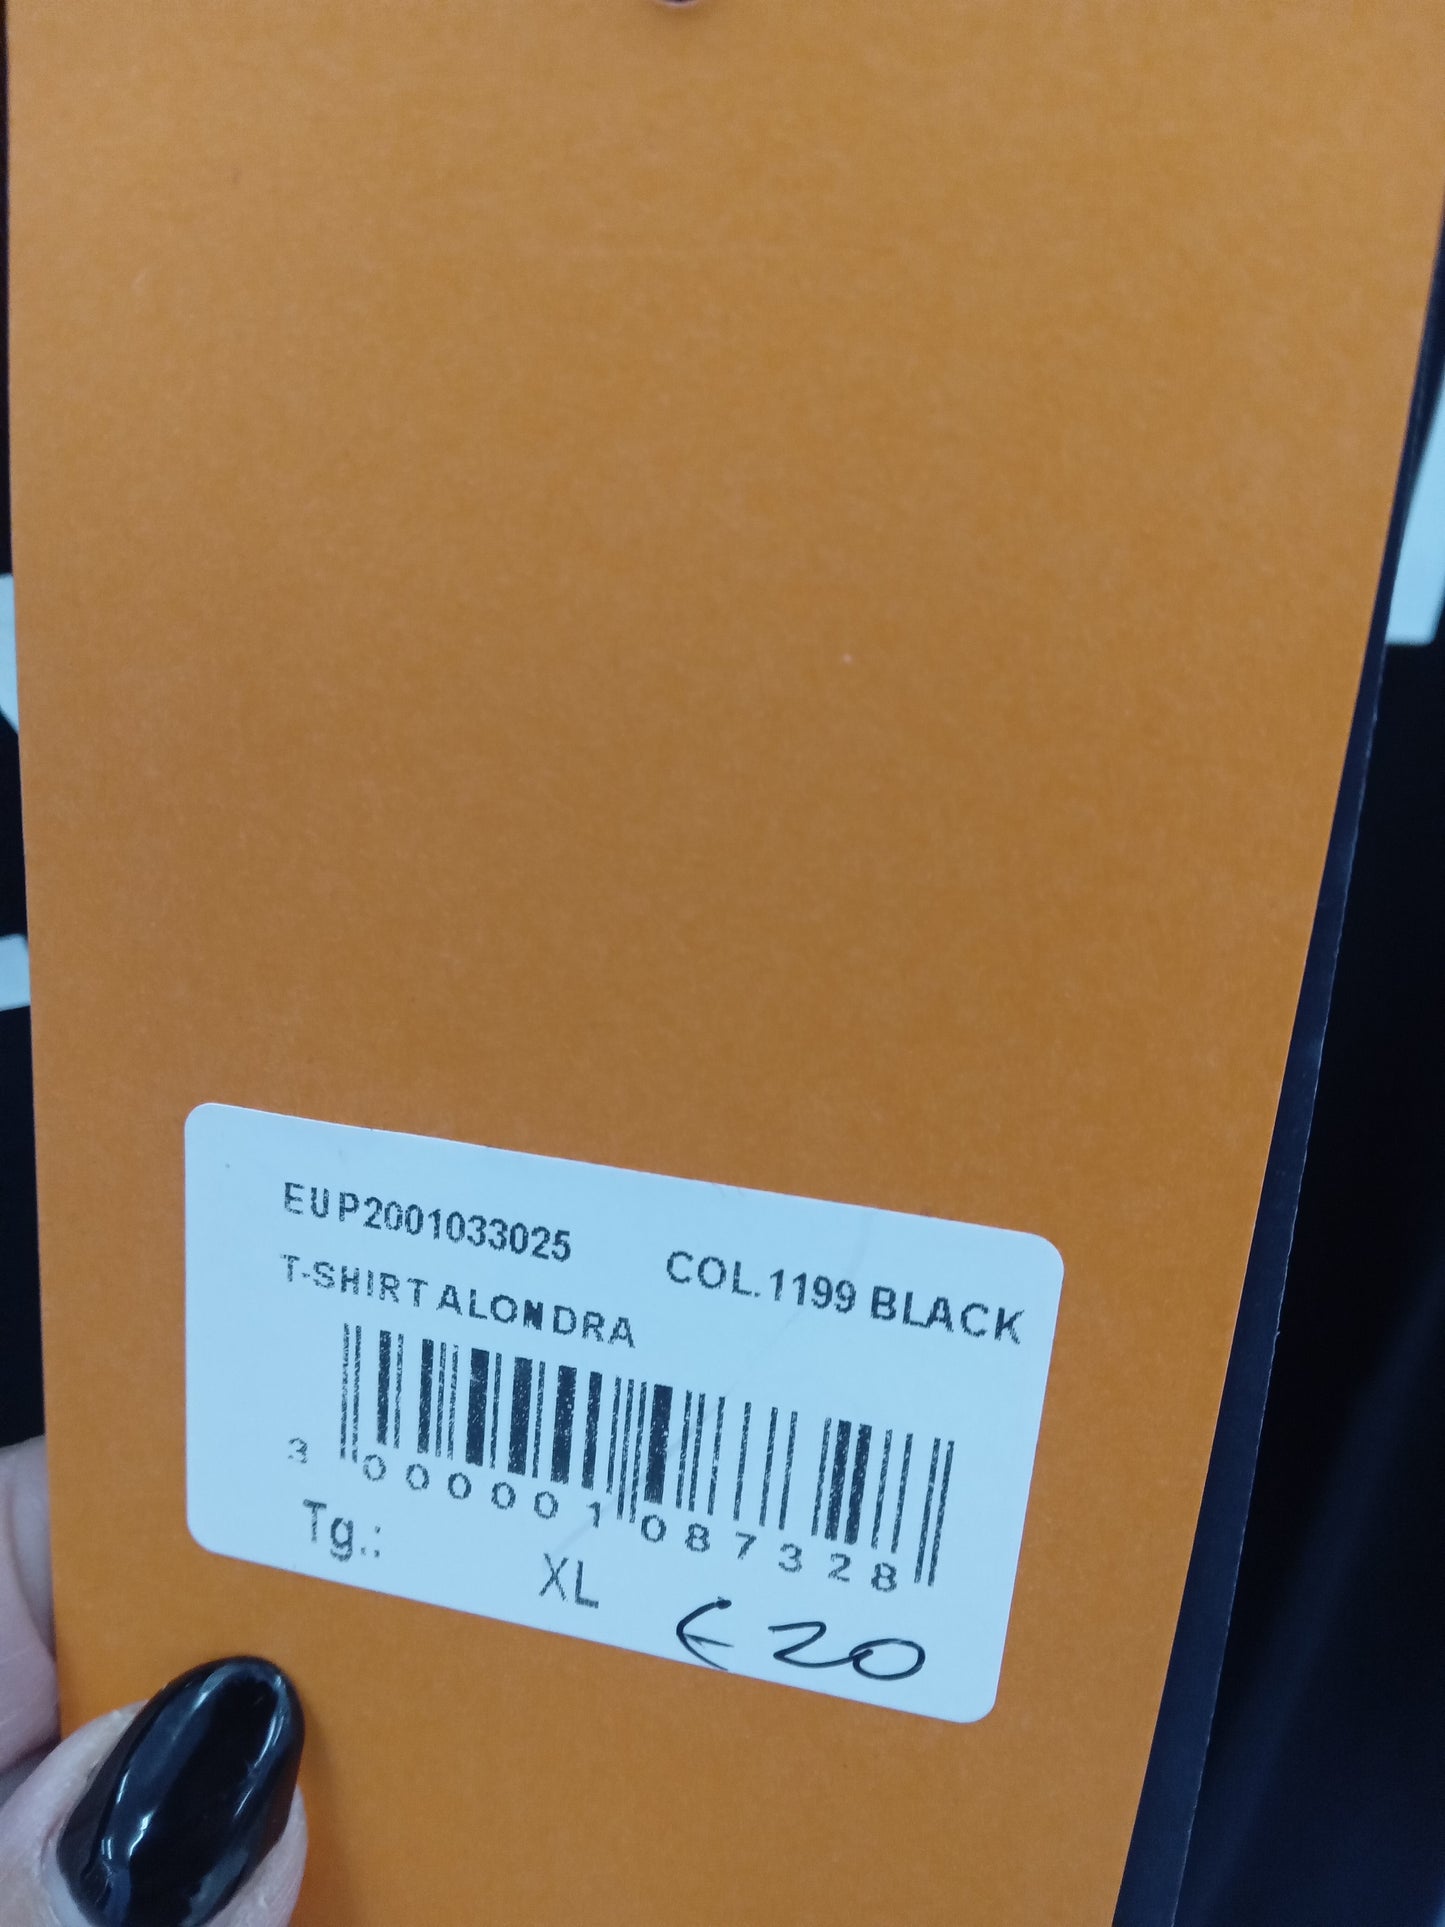 EUP2001033025 COL.1199 BLACK
T-SHIRT ALONDRA
3 000001 087328
Tg.: XL
€20